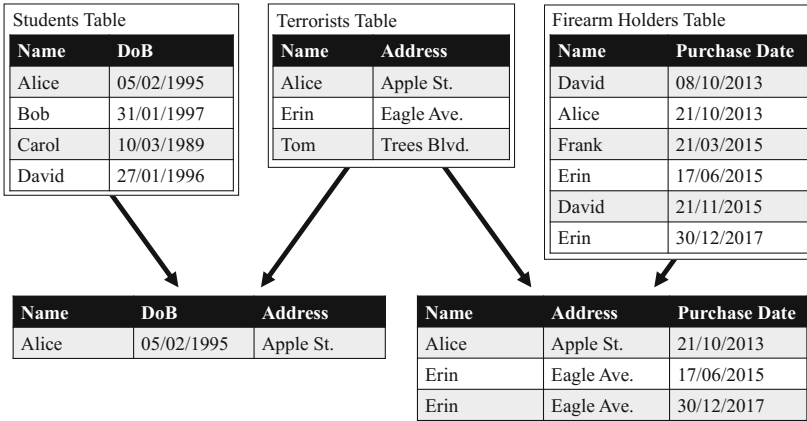 Students Table
Name DoB
Alice 05/02/1995
Bob 31/01/1997
Carol 10/03/1989
David 27/01/1996
Terrorists Table
Name Address
Alice Apple St.
Erin Eagle Ave.
Tom Trees Blvd.
Firearm Holders Table
Name Purchase Date
David 08/10/2013
Alice 21/10/2013
Frank 21/03/2015
Erin 17/06/2015
David 21/11/2015
Erin 30/12/2017
Name DoB Address
Alice 05/02/1995 Apple St.
Name Address Purchase Date
Alice Apple St. 21/10/2013
Erin Eagle Ave. 17/06/2015
Erin Eagle Ave. 30/12/2017